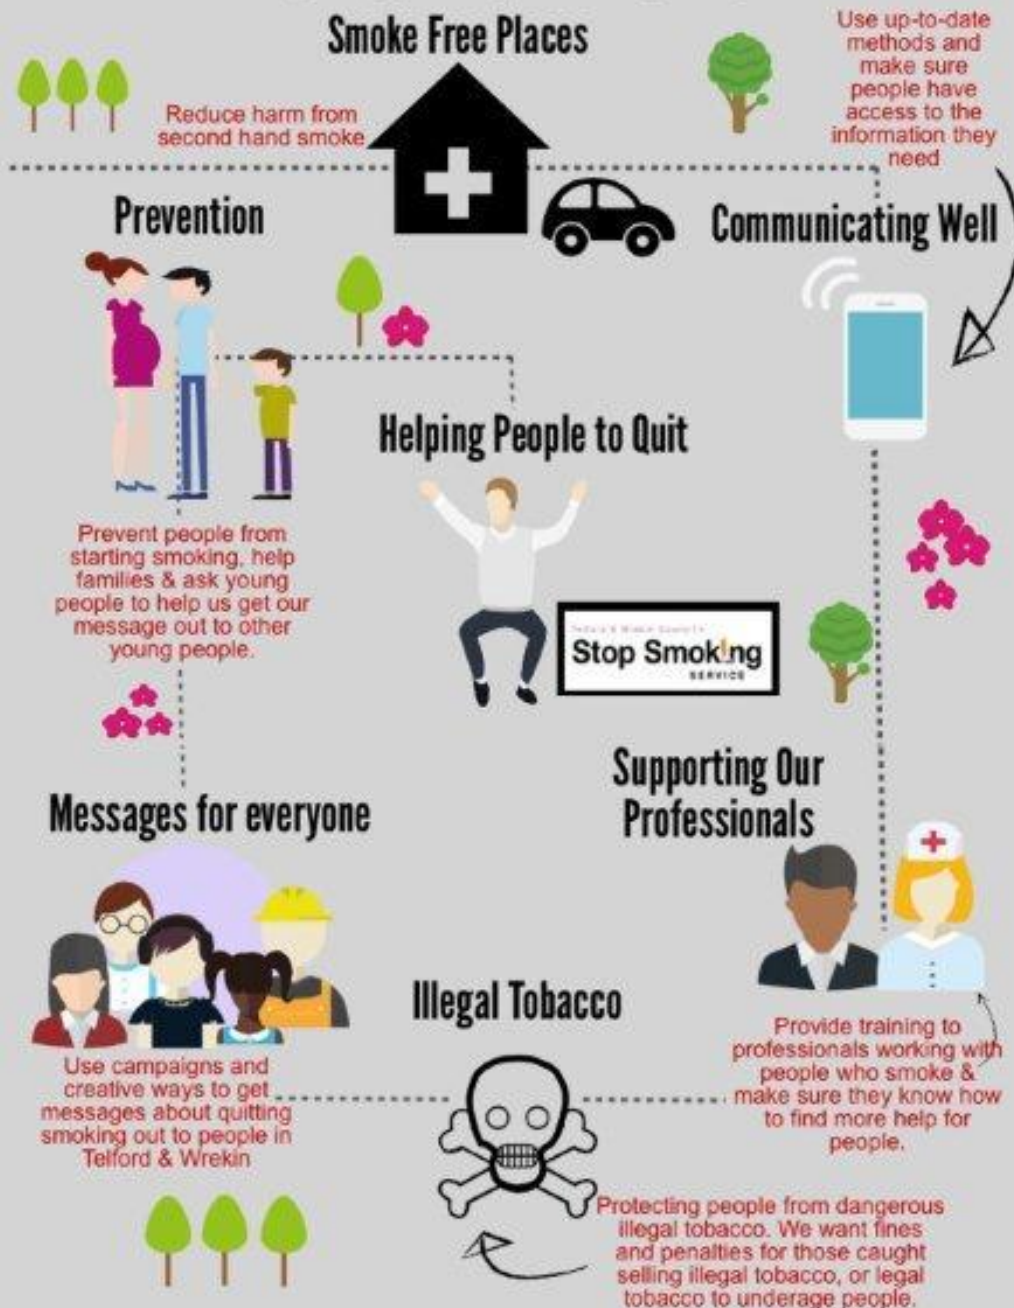 Smoke Free Places
Reduce harm from
second hand smoke
Use up-to-date
methods and
make sure
people have
access to the
information they
need
Prevention
Communicating Well
Helping People to Quit
Prevent people from
starting smoking, help
families & ask young
people to help us get our
message out to other
young people.
Stop Smok!ng
SERVICE
Supporting Our
Professionals
Messages for everyone
Illegal Tobacco
Use campaigns and
creative ways to get
messages about quitting
smoking out to people in
Telford & Wrekin
Provide training to
professionals working with
people who smoke &
make sure they know how
to find more help for
people.
Protecting people from dangerous
illegal tobacco. We want fines
and penalties for those caught
selling illegal tobacco, or legal
tobacco to underage people.